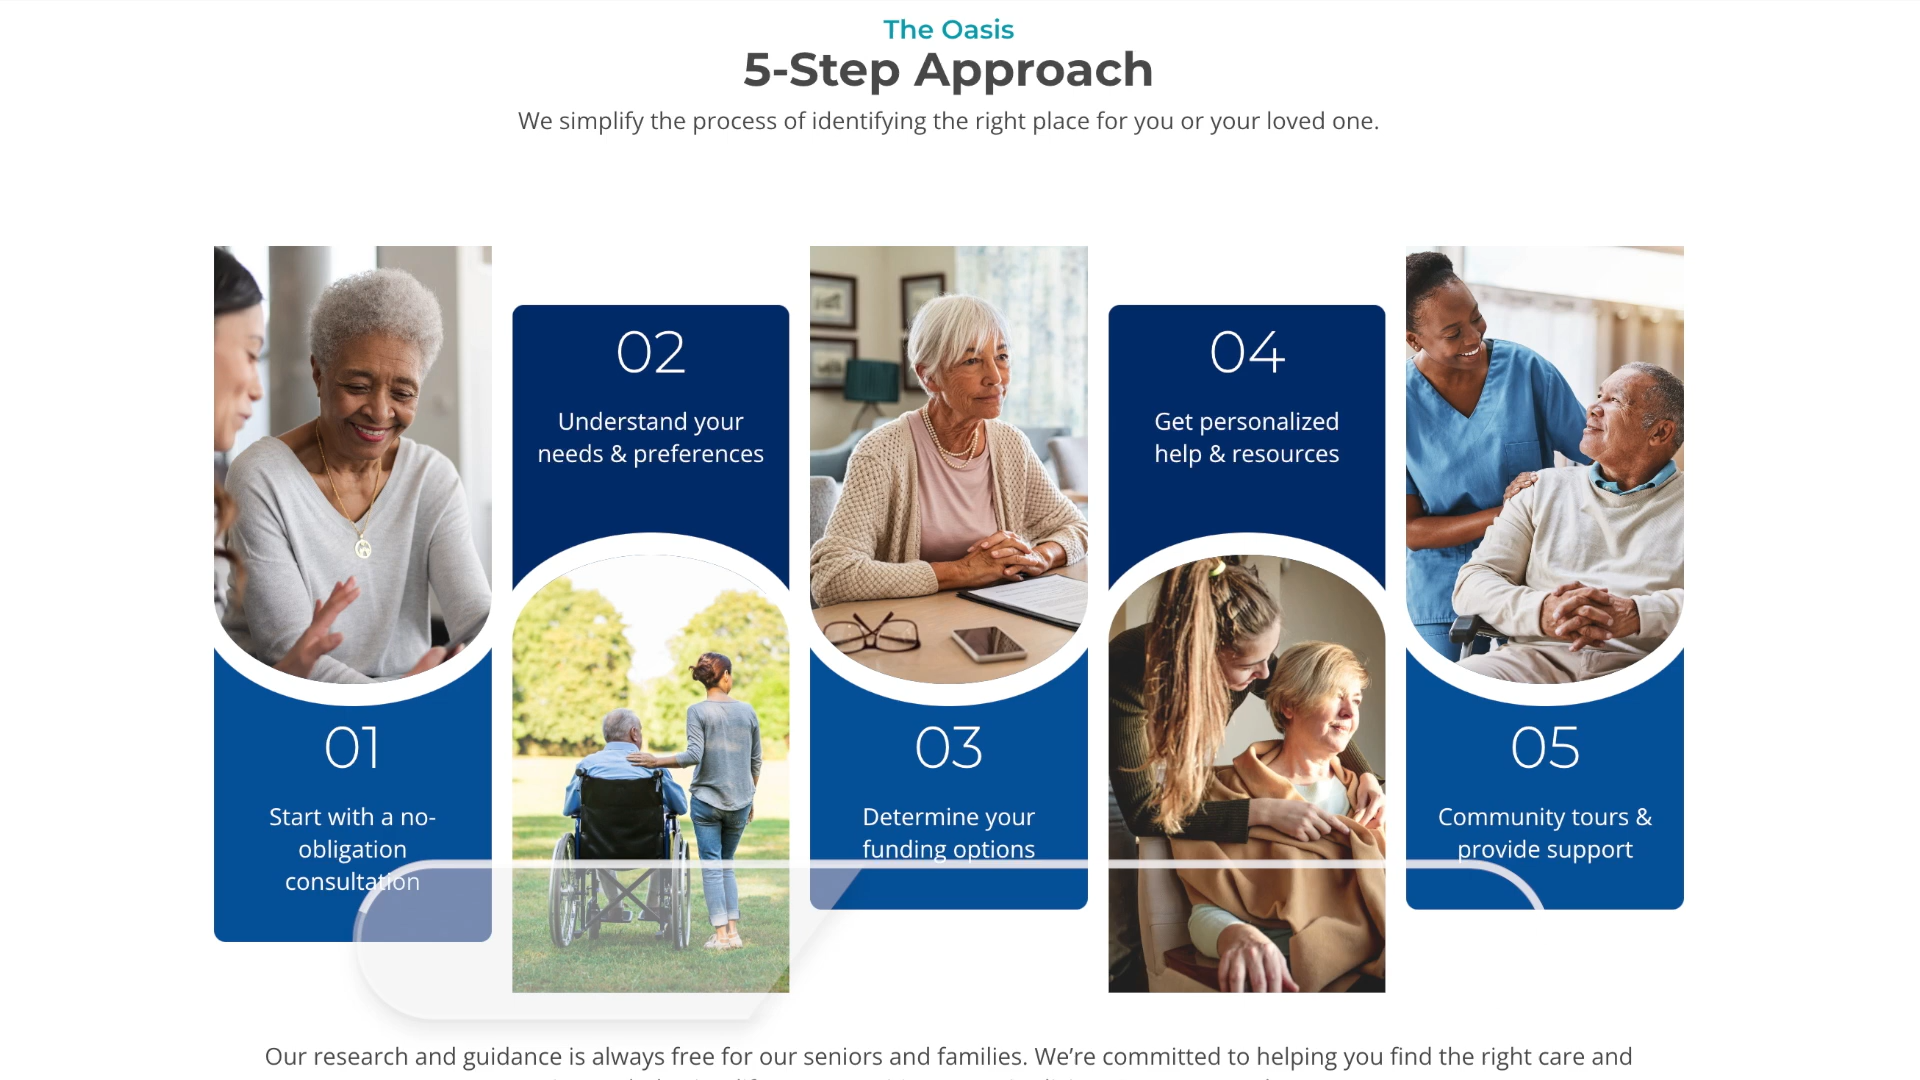 The Oasis
5-Step Approach
We simplify the process of identifying the right place for you or your loved one.
01
Start with a no-
obligation
consultation
02
Understand your
needs & preferences
03
Determine your
funding options
04
Get personalized
help & resources
05
Community tours &
provide support
Our research and guidance is always free for our seniors and families. We’re committed to helping you find the right care and